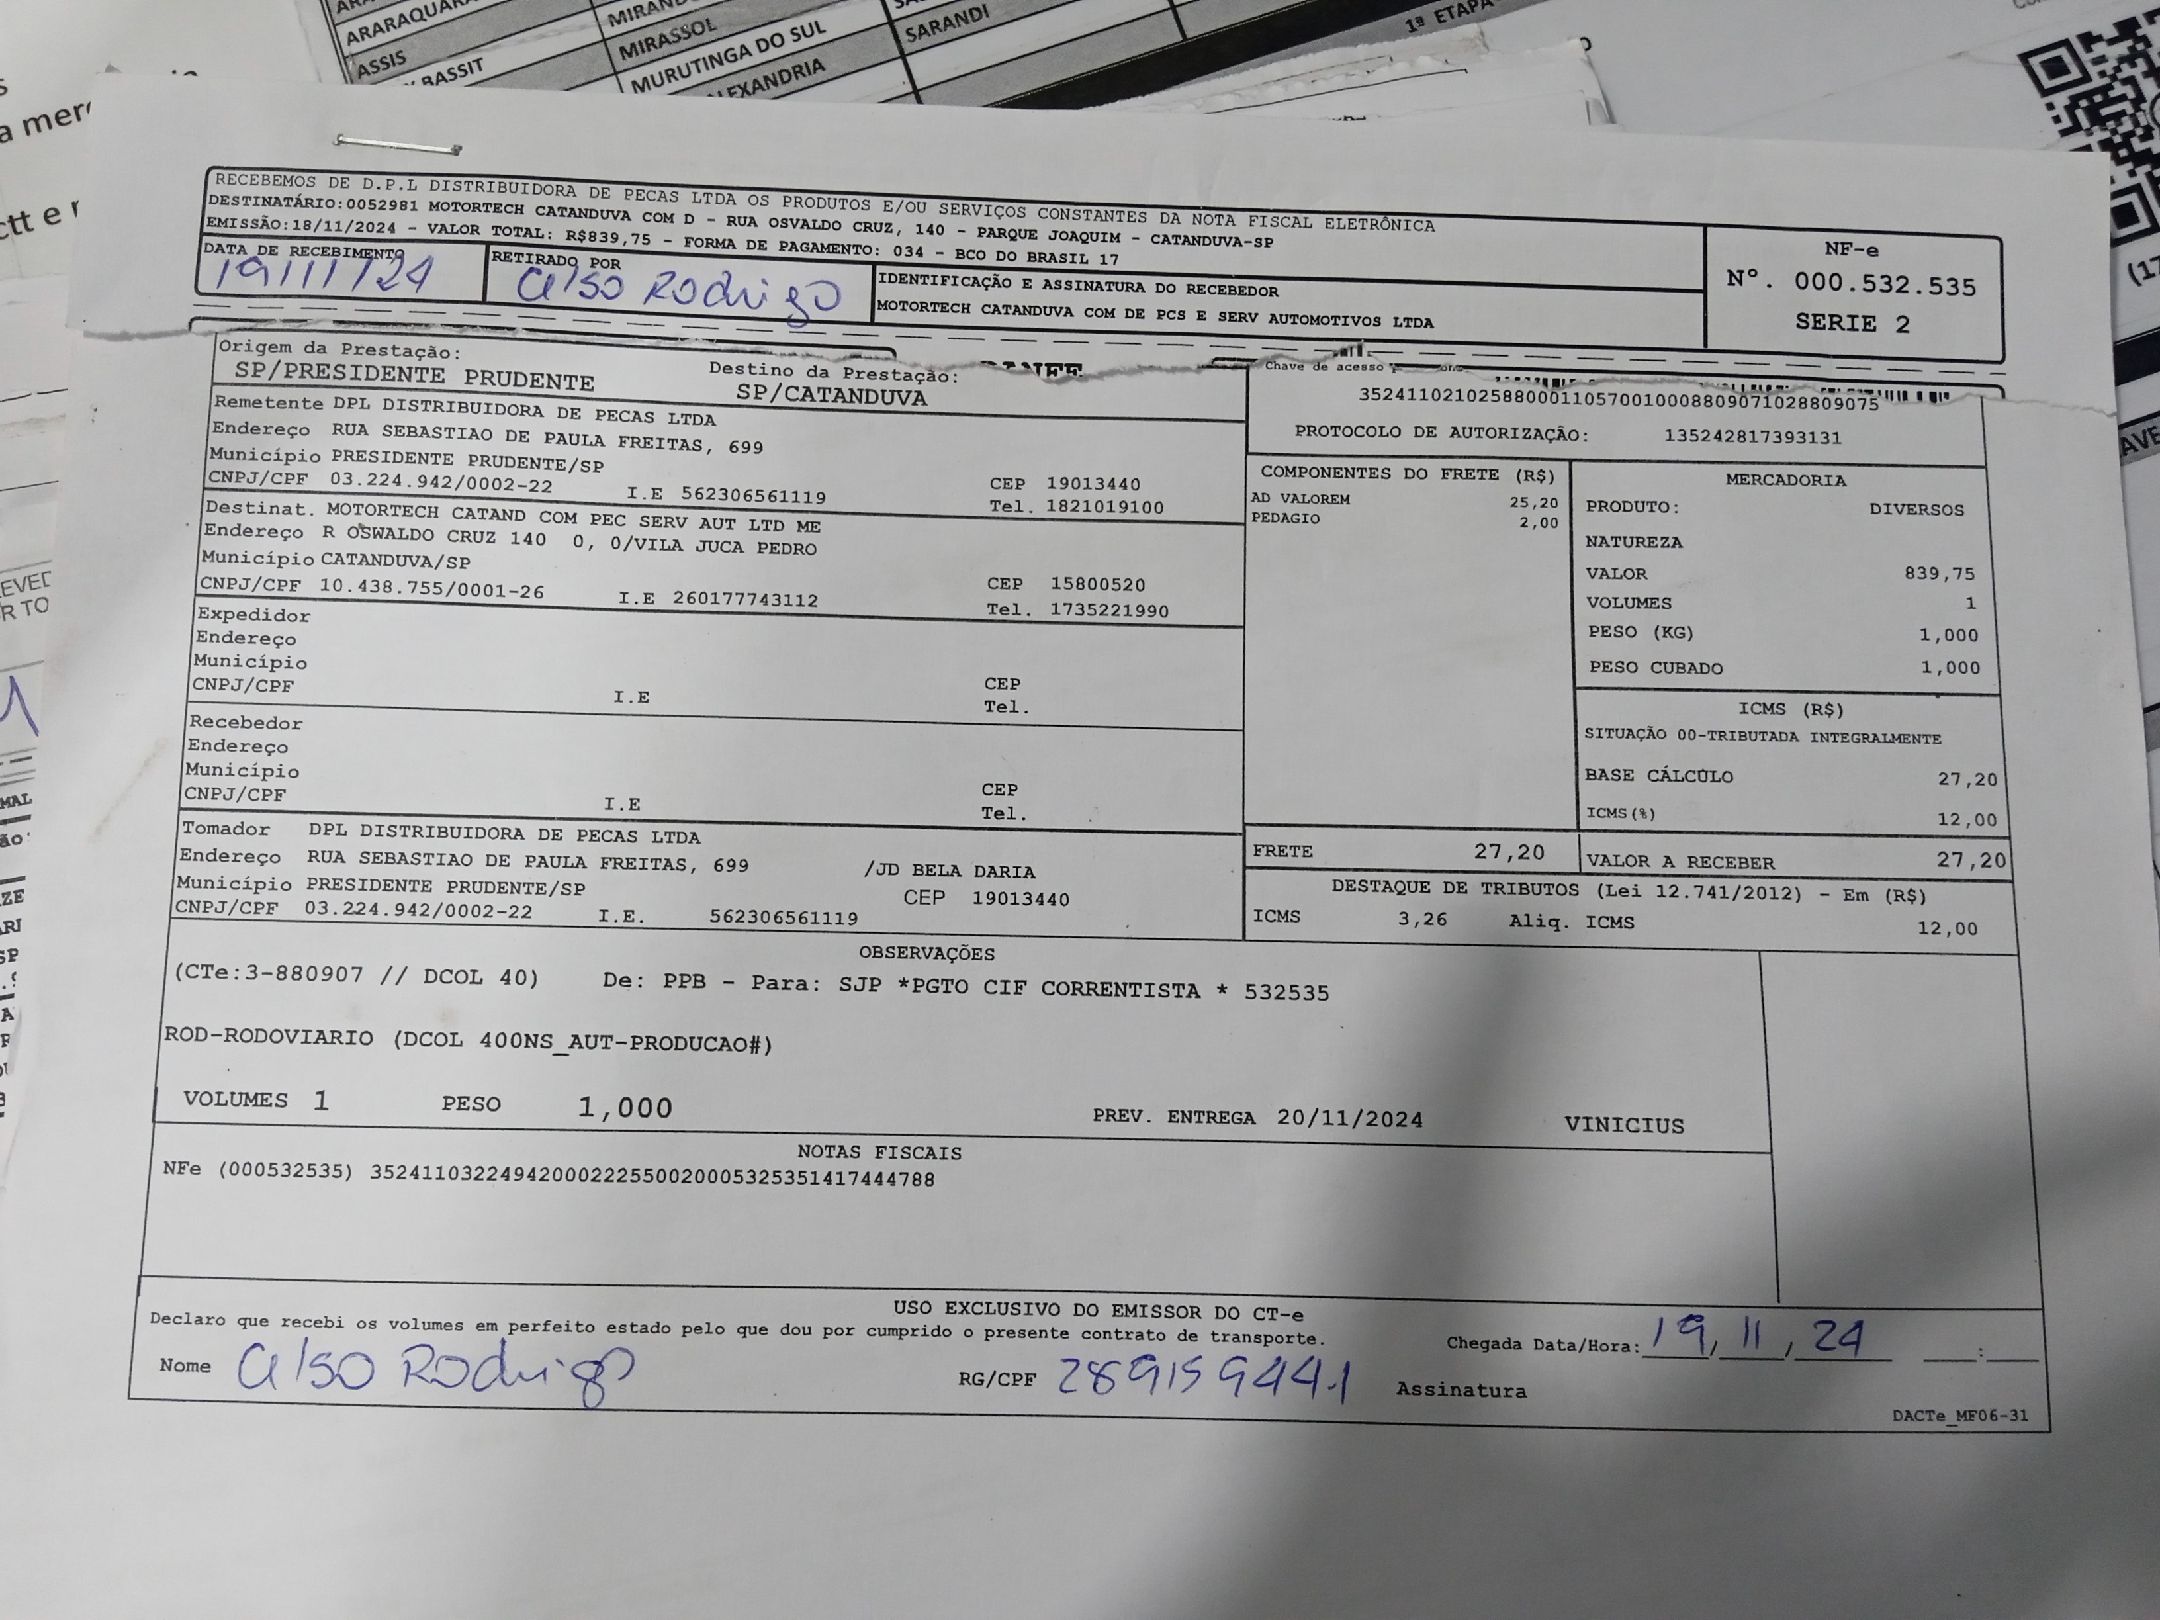 ARARAQUARA
ASSIS
BASSIT
MIRASSOL
MURUTINGA DO SUL
SARANDI
1ª ETAPA
RECEBEMOS DE D.P.L DISTRIBUIDORA DE PECAS LTDA OS PRODUTOS E/OU SERVIÇOS CONSTANTES DA NOTA FISCAL ELETRÔNICA
DESTINATÁRIO:0052981 MOTORTECH CATANDUVA COM D - RUA OSVALDO CRUZ, 140 - PARQUE JOAQUIM - CATANDUVA-SP
EMISSÃO:18/11/2024 - VALOR TOTAL: R$839,75 - FORMA DE PAGAMENTO: 034 - BCO DO BRASIL 17
DATA DE RECEBIMENTO
19/11/24
RETIRADO POR
Celso Rodrigo
IDENTIFICAÇÃO E ASSINATURA DO RECEBEDOR
MOTORTECH CATANDUVA COM DE PCS E SERV AUTOMOTIVOS LTDA
NF-e
Nº. 000.532.535
SERIE 2
Origem da Prestação:
SP/PRESIDENTE PRUDENTE
Destino da Prestação:
SP/CATANDUVA
Chave de acesso
35241102102588000110570010008809071028809075
PROTOCOLO DE AUTORIZAÇÃO: 135242817393131
Remetente DPL DISTRIBUIDORA DE PECAS LTDA
Endereço RUA SEBASTIAO DE PAULA FREITAS, 699
Município PRESIDENTE PRUDENTE/SP CEP 19013440
CNPJ/CPF 03.224.942/0002-22 I.E 562306561119 Tel. 1821019100
Destinat. MOTORTECH CATAND COM PEC SERV AUT LTD ME
Endereço R OSWALDO CRUZ 140 0, 0/VILA JUCA PEDRO
Município CATANDUVA/SP CEP 15800520
CNPJ/CPF 10.438.755/0001-26 I.E 260177743112 Tel. 1735221990
Expedidor
Endereço
Município CEP
CNPJ/CPF I.E Tel.
Recebedor
Endereço
Município CEP
CNPJ/CPF I.E Tel.
Tomador DPL DISTRIBUIDORA DE PECAS LTDA
Endereço RUA SEBASTIAO DE PAULA FREITAS, 699 /JD BELA DARIA
Município PRESIDENTE PRUDENTE/SP CEP 19013440
CNPJ/CPF 03.224.942/0002-22 I.E. 562306561119
COMPONENTES DO FRETE (R$)
AD VALOREM 25,20
PEDAGIO 2,00
MERCADORIA
PRODUTO: DIVERSOS
NATUREZA
VALOR 839,75
VOLUMES 1
PESO (KG) 1,000
PESO CUBADO 1,000
ICMS (R$)
SITUAÇÃO 00-TRIBUTADA INTEGRALMENTE
BASE CÁLCULO 27,20
ICMS(%) 12,00
FRETE 27,20 VALOR A RECEBER 27,20
DESTAQUE DE TRIBUTOS (Lei 12.741/2012) - Em (R$)
ICMS 3,26 Aliq. ICMS 12,00
OBSERVAÇÕES
(CTe:3-880907 // DCOL 40) De: PPB - Para: SJP *PGTO CIF CORRENTISTA * 532535
ROD-RODOVIARIO (DCOL 400NS_AUT-PRODUCAO#)
VOLUMES 1 PESO 1,000 PREV. ENTREGA 20/11/2024 VINICIUS
NOTAS FISCAIS
NFe (000532535) 35241103224942000222550020005325351417444788
USO EXCLUSIVO DO EMISSOR DO CT-e
Declaro que recebi os volumes em perfeito estado pelo que dou por cumprido o presente contrato de transporte.
Chegada Data/Hora: 19, 11, 24 :
Nome Celso Rodrigo RG/CPF 289159444-1 Assinatura
DACTe_MF06-31